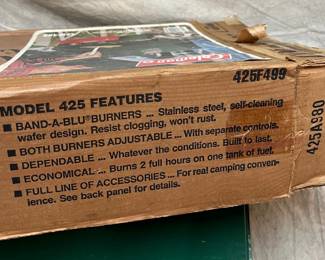 Coleman
425F499
MODEL 425 FEATURES
■ BAND-A-BLU® BURNERS ... Stainless steel, self-cleaning
wafer design. Resist clogging, won't rust.
■ BOTH BURNERS ADJUSTABLE ... With separate controls.
■ DEPENDABLE ... Whatever the conditions. Built to last.
■ ECONOMICAL ... Burns 2 full hours on one tank of fuel.
■ FULL LINE OF ACCESSORIES ... For real camping conven-
ience. See back panel for details.
425A980